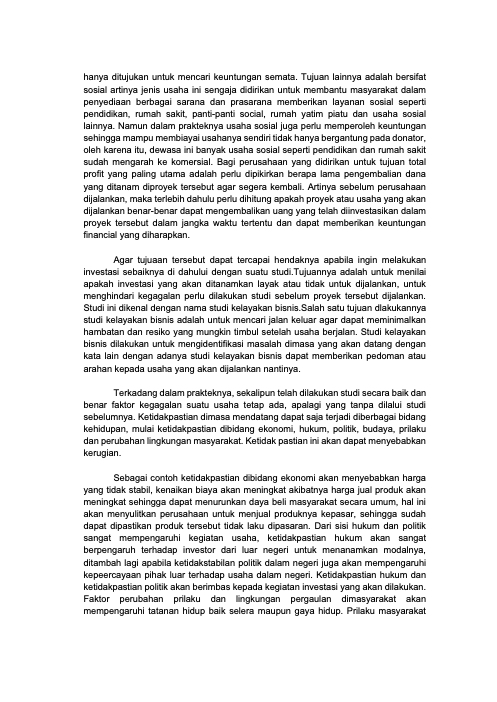 hanya ditujukan untuk mencari keuntungan semata. Tujuan lainnya adalah bersifat
sosial artinya jenis usaha ini sengaja didirikan untuk membantu masyarakat dalam
penyediaan berbagai sarana dan prasarana memberikan layanan sosial seperti
pendidikan, rumah sakit, panti-panti social, rumah yatim piatu dan usaha sosial
lainnya. Namun dalam prakteknya usaha sosial juga perlu memperoleh keuntungan
sehingga mampu membiayai usahanya sendiri tidak hanya bergantung pada donator,
oleh karena itu, dewasa ini banyak usaha sosial seperti pendidikan dan rumah sakit
sudah mengarah ke komersial. Bagi perusahaan yang didirikan untuk tujuan total
profit yang paling utama adalah perlu dipikirkan berapa lama pengembalian dana
yang ditanam diproyek tersebut agar segera kembali. Artinya sebelum perusahaan
dijalankan, maka terlebih dahulu perlu dihitung apakah proyek atau usaha yang akan
dijalankan benar-benar dapat mengembalikan uang yang telah diinvestasikan dalam
proyek tersebut dalam jangka waktu tertentu dan dapat memberikan keuntungan
financial yang diharapkan.
Agar tujuaan tersebut dapat tercapai hendaknya apabila ingin melakukan
investasi sebaiknya di dahului dengan suatu studi.Tujuannya adalah untuk menilai
apakah investasi yang akan ditanamkan layak atau tidak untuk dijalankan, untuk
menghindari kegagalan perlu dilakukan studi sebelum proyek tersebut dijalankan.
Studi ini dikenal dengan nama studi kelayakan bisnis.Salah satu tujuan dlakukannya
studi kelayakan bisnis adalah untuk mencari jalan keluar agar dapat meminimalkan
hambatan dan resiko yang mungkin timbul setelah usaha berjalan. Studi kelayakan
bisnis dilakukan untuk mengidentifikasi masalah dimasa yang akan datang dengan
kata lain dengan adanya studi kelayakan bisnis dapat memberikan pedoman atau
arahan kepada usaha yang akan dijalankan nantinya.
Terkadang dalam prakteknya, sekalipun telah dilakukan studi secara baik dan
benar faktor kegagalan suatu usaha tetap ada, apalagi yang tanpa dilalui studi
sebelumnya. Ketidakpastian dimasa mendatang dapat saja terjadi diberbagai bidang
kehidupan, mulai ketidakpastian dibidang ekonomi, hukum, politik, budaya, prilaku
dan perubahan lingkungan masyarakat. Ketidak pastian ini akan dapat menyebabkan
kerugian.
Sebagai contoh ketidakpastian dibidang ekonomi akan menyebabkan harga
yang tidak stabil, kenaikan biaya akan meningkat akibatnya harga jual produk akan
meningkat sehingga dapat menurunkan daya beli masyarakat secara umum, hal ini
akan menyulitkan perusahaan untuk menjual produknya kepasar, sehingga sudah
dapat dipastikan produk tersebut tidak laku dipasaran. Dari sisi hukum dan politik
sangat mempengaruhi kegiatan usaha, ketidakpastian hukum akan sangat
berpengaruh terhadap investor dari luar negeri untuk menanamkan modalnya,
ditambah lagi apabila ketidakstabilan politik dalam negeri juga akan mempengaruhi
kepeercayaan pihak luar terhadap usaha dalam negeri. Ketidakpastian hukum dan
ketidakpastian politik akan berimbas kepada kegiatan investasi yang akan dilakukan.
Faktor perubahan prilaku dan lingkungan pergaulan dimasyarakat akan
mempengaruhi tatanan hidup baik selera maupun gaya hidup. Prilaku masyarakat